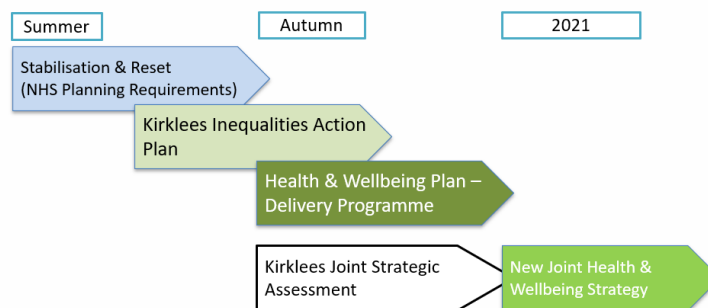 Summer
Autumn
2021
Stabilisation & Reset
(NHS Planning Requirements)
Kirklees Inequalities Action
Plan
Health & Wellbeing Plan –
Delivery Programme
Kirklees Joint Strategic
Assessment
New Joint Health &
Wellbeing Strategy